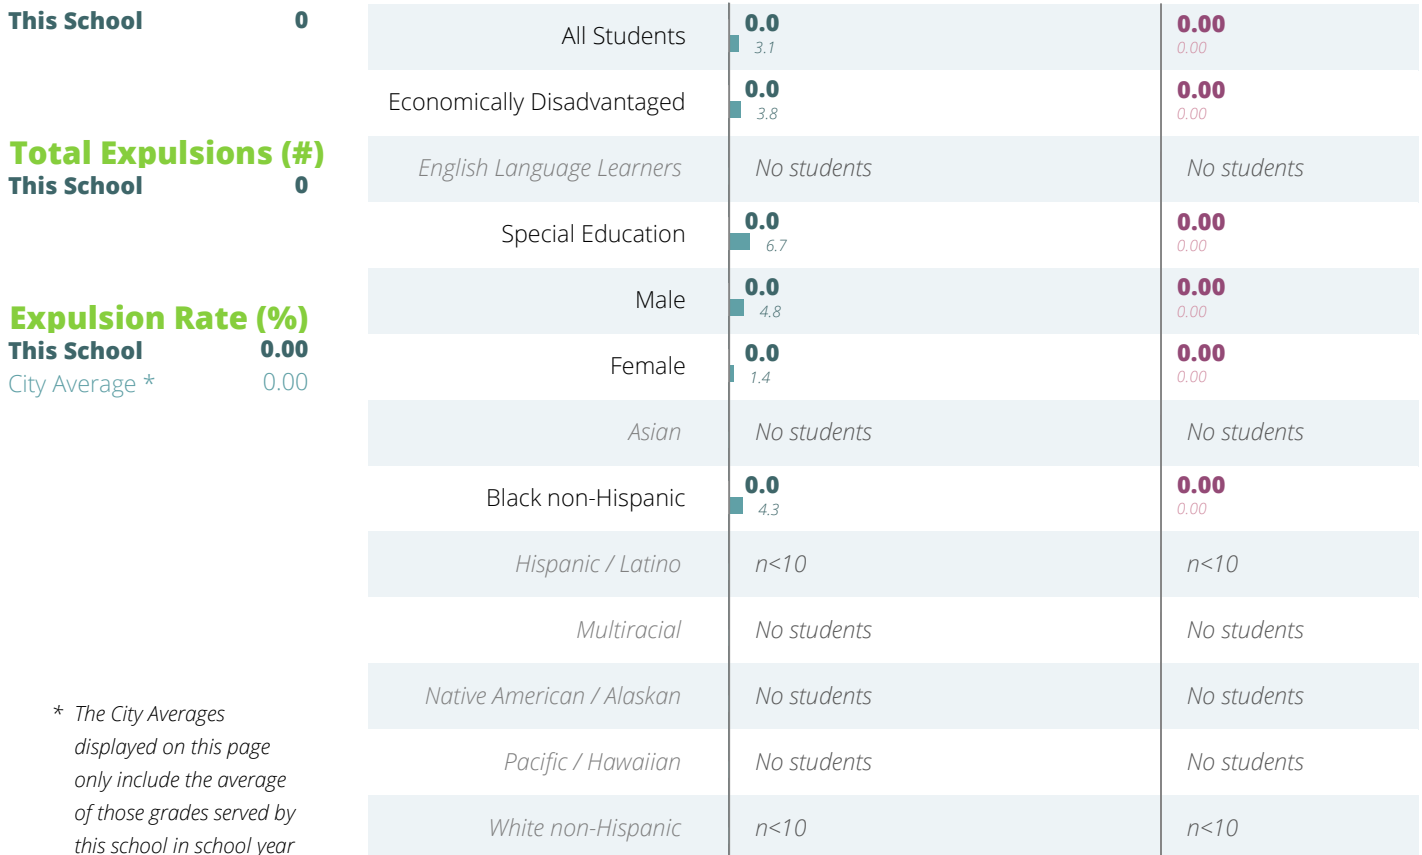 This School 0
Total Expulsions (#)
This School 0
Expulsion Rate (%)
This School 0.00
City Average * 0.00
* The City Averages
displayed on this page
only include the average
of those grades served by
this school in school year
All Students 0.0 0.00
3.1 0.00
Economically Disadvantaged 0.0 0.00
3.8 0.00
English Language Learners No students No students
Special Education 0.0 0.00
6.7 0.00
Male 0.0 0.00
4.8 0.00
Female 0.0 0.00
1.4 0.00
Asian No students No students
Black non-Hispanic 0.0 0.00
4.3 0.00
Hispanic / Latino n<10 n<10
Multiracial No students No students
Native American / Alaskan No students No students
Pacific / Hawaiian No students No students
White non-Hispanic n<10 n<10